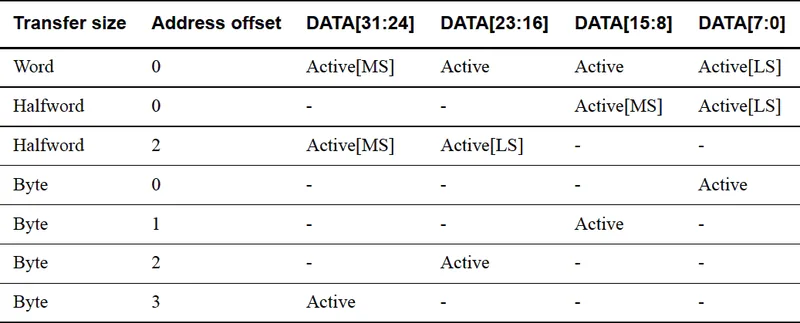 Transfer size Address offset DATA[31:24] DATA[23:16] DATA[15:8] DATA[7:0]
Word 0 Active[MS] Active Active Active[LS]
Halfword 0 - - Active[MS] Active[LS]
Halfword 2 Active[MS] Active[LS] - -
Byte 0 - - - Active
Byte 1 - - Active -
Byte 2 - Active - -
Byte 3 Active - - -